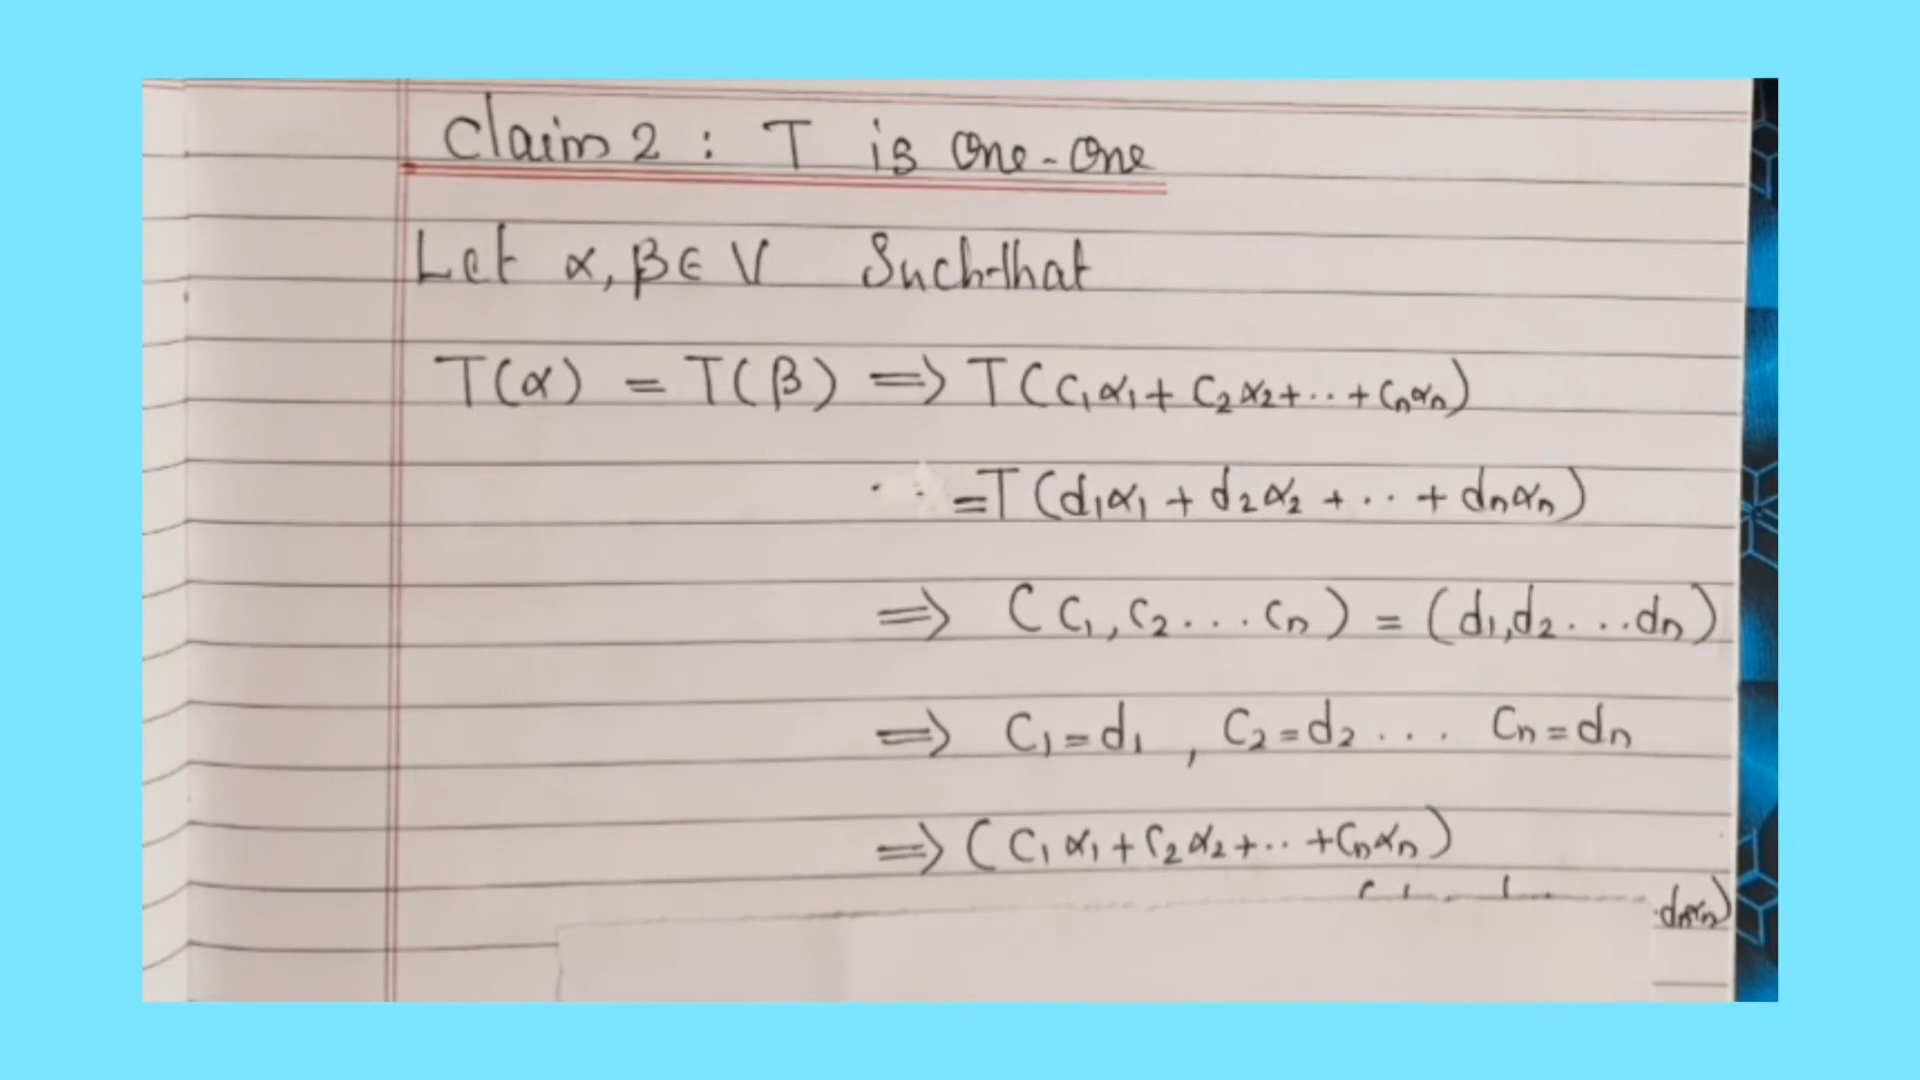 Claim 2 : T is one-one
Let α, β ∈ V Such that
T(α) = T(β) => T(C₁α₁ + C₂α₂ + .. + Cₙαₙ)
=T(d₁α₁ + d₂α₂ + .. + dₙαₙ)
=> (C₁, C₂ ... Cₙ) = (d₁,d₂ ... dₙ)
=> C₁=d₁ , C₂=d₂ ... Cₙ=dₙ
=> (C₁α₁ + C₂α₂ + .. + Cₙαₙ)
dₙαₙ)